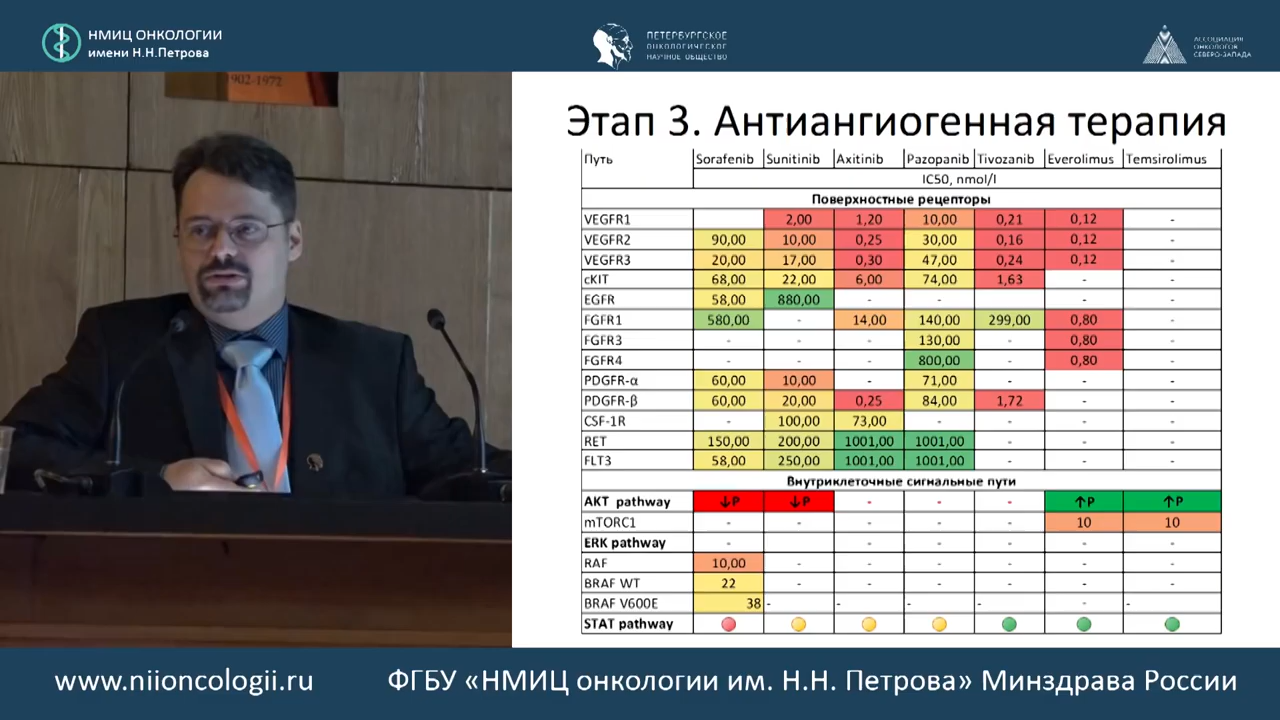 НМИЦ ОНКОЛОГИИ
имени Н.Н.Петрова
ПЕТЕРБУРГСКОЕ
ОНКОЛОГИЧЕСКОЕ
НАУЧНОЕ ОБЩЕСТВО
АССОЦИАЦИЯ
ОНКОЛОГОВ
СЕВЕРО-ЗАПАДА
902-1972
Этап 3. Антиангиогенная терапия
Путь Sorafenib Sunitinib Axitinib Pazopanib Tivozanib Everolimus Temsirolimus
IC50, nmol/l
Поверхностные рецепторы
VEGFR1 2,00 1,20 10,00 0,21 0,12 -
VEGFR2 90,00 10,00 0,25 30,00 0,16 0,12 -
VEGFR3 20,00 17,00 0,30 47,00 0,24 0,12 -
cKIT 68,00 22,00 6,00 74,00 1,63 - -
EGFR 58,00 880,00 - - - - -
FGFR1 580,00 - 14,00 140,00 299,00 0,80 -
FGFR3 - - - 130,00 - 0,80 -
FGFR4 - - - 800,00 - 0,80 -
PDGFR-α 60,00 10,00 - 71,00 - - -
PDGFR-β 60,00 20,00 0,25 84,00 1,72 - -
CSF-1R - 100,00 73,00 - - - -
RET 150,00 200,00 1001,00 1001,00 - - -
FLT3 58,00 250,00 1001,00 1001,00 - - -
Внутриклеточные сигнальные пути
AKT pathway ↓P ↓P - - - ↑P ↑P
mTORC1 - - - - - 10 10
ERK pathway - - - - - -
RAF 10,00 - - - - - -
BRAF WT 22 - - - - - -
BRAF V600E 38 - - - - - -
STAT pathway
www.niioncologii.ru ФГБУ «НМИЦ онкологии им. Н.Н. Петрова» Минздрава России